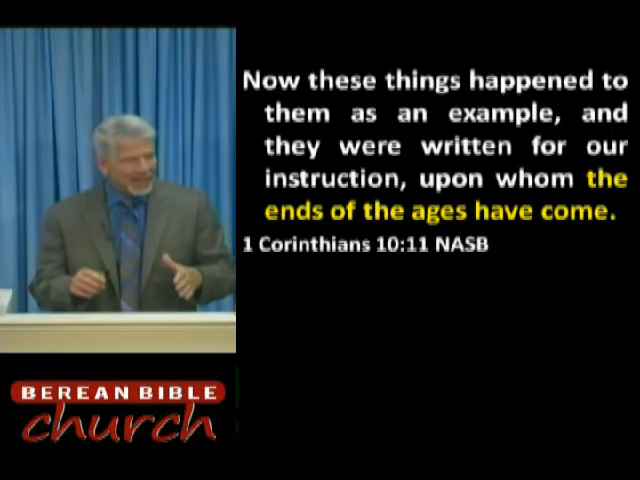 Now these things happened to
them as an example, and
they were written for our
instruction, upon whom the
ends of the ages have come.
1 Corinthians 10:11 NASB
BEREAN BIBLE
church